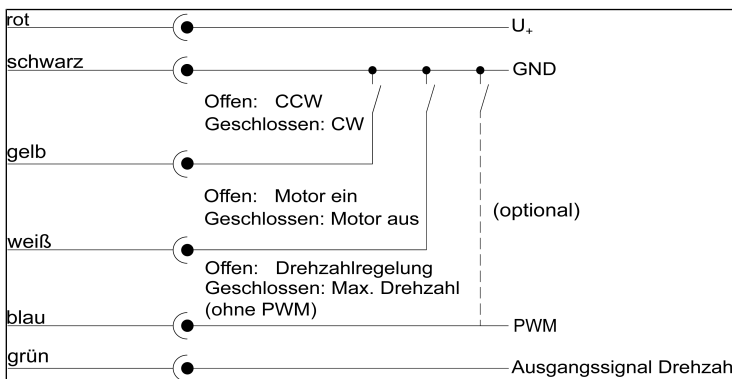 rot
U+
schwarz
GND
Offen: CCW
Geschlossen: CW
gelb
Offen: Motor ein
Geschlossen: Motor aus
(optional)
weiß
Offen: Drehzahlregelung
Geschlossen: Max. Drehzahl
(ohne PWM)
blau
PWM
grün
Ausgangssignal Drehzah